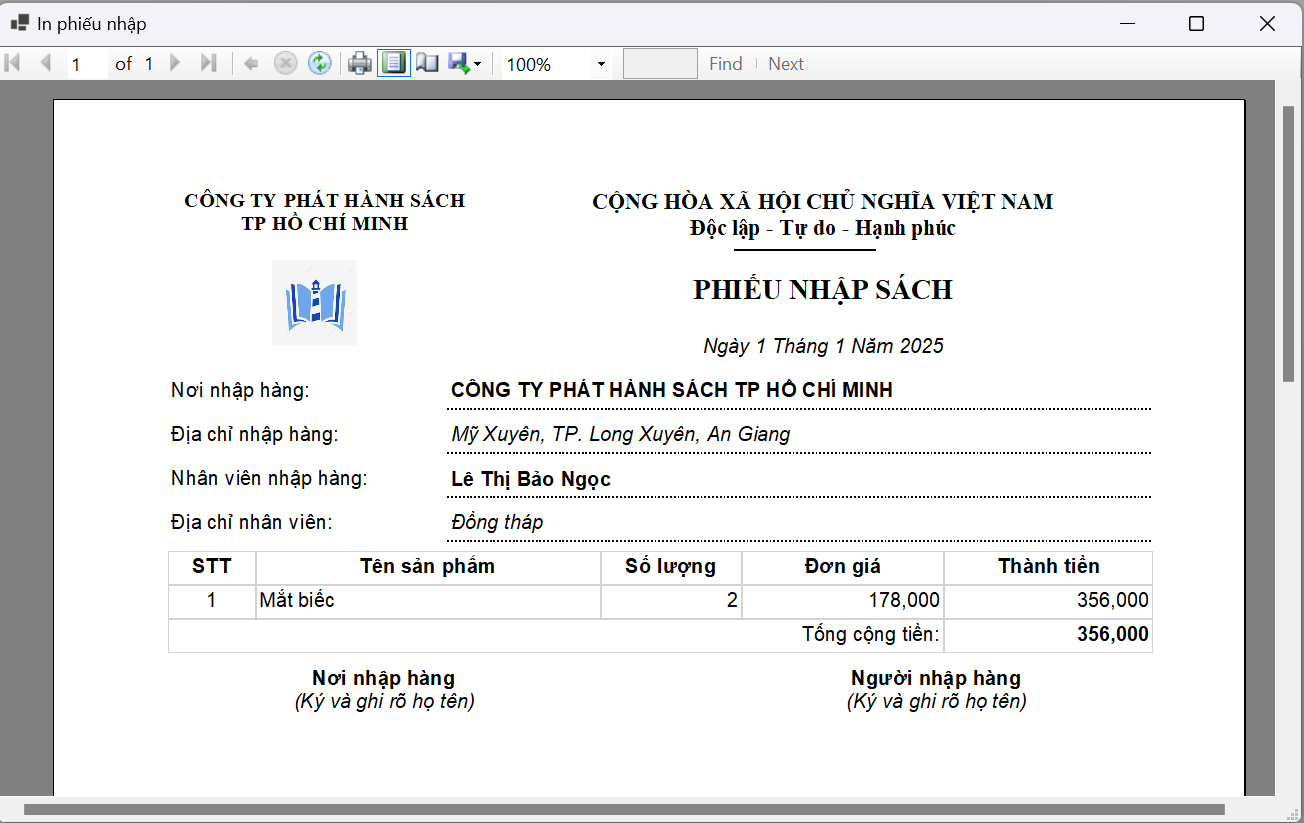 In phiếu nhập
1 of 1 100% Find Next
CÔNG TY PHÁT HÀNH SÁCH
TP HỒ CHÍ MINH
CỘNG HÒA XÃ HỘI CHỦ NGHĨA VIỆT NAM
Độc lập - Tự do - Hạnh phúc
PHIẾU NHẬP SÁCH
Ngày 1 Tháng 1 Năm 2025
Nơi nhập hàng: CÔNG TY PHÁT HÀNH SÁCH TP HỒ CHÍ MINH
Địa chỉ nhập hàng: Mỹ Xuyên, TP. Long Xuyên, An Giang
Nhân viên nhập hàng: Lê Thị Bảo Ngọc
Địa chỉ nhân viên: Đồng tháp
STT Tên sản phẩm Số lượng Đơn giá Thành tiền
1 Mắt biếc 2 178,000 356,000
Tổng cộng tiền: 356,000
Nơi nhập hàng Người nhập hàng
(Ký và ghi rõ họ tên) (Ký và ghi rõ họ tên)